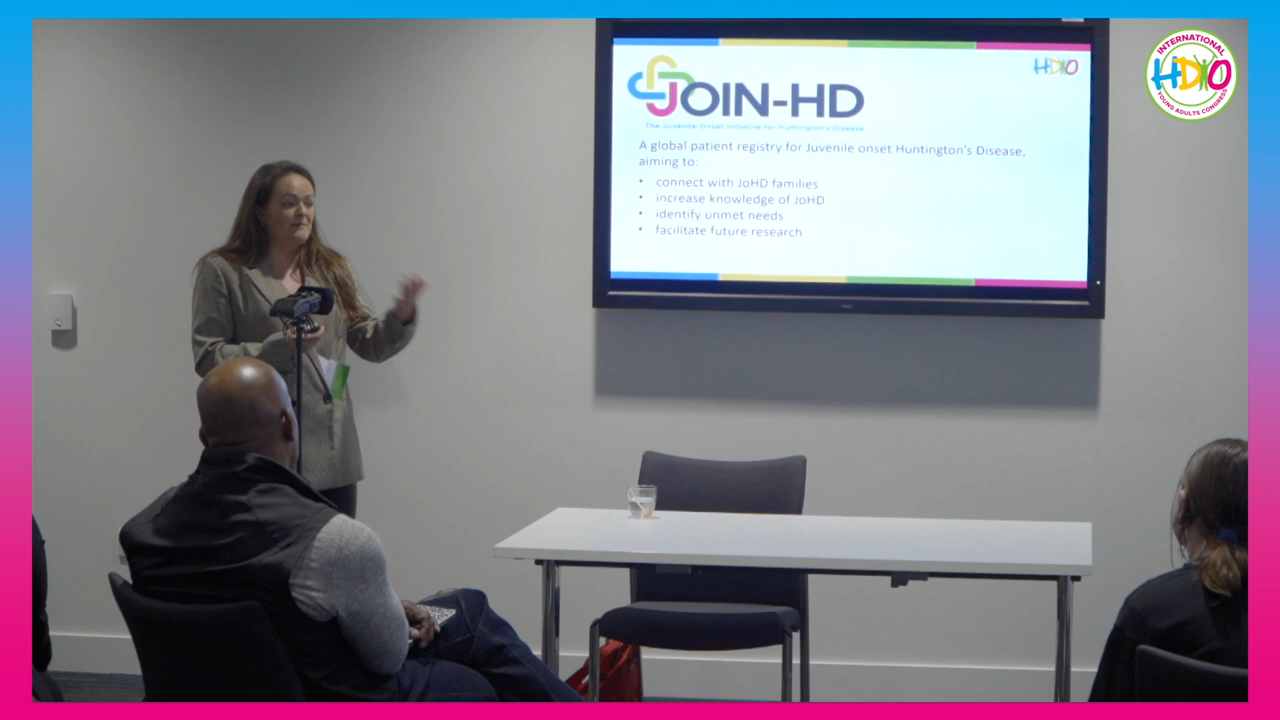 JOIN-HD
The Juvenile-Onset Initiative for Huntington's Disease
HDYO
A global patient registry for Juvenile onset Huntington's Disease,
aiming to:
• connect with JoHD families
• increase knowledge of JoHD
• identify unmet needs
• facilitate future research
INTERNATIONAL
HDYO
YOUNG ADULTS CONGRESS